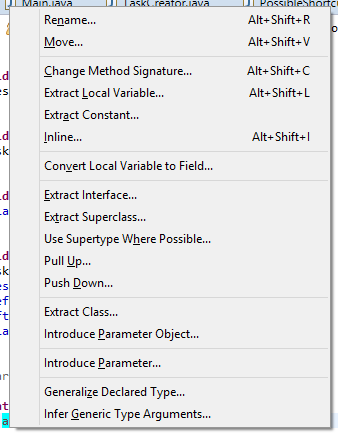 Main.java TaskCreator.java PossibleShortc
Rename... Alt+Shift+R
Move... Alt+Shift+V
Change Method Signature... Alt+Shift+C
Extract Local Variable... Alt+Shift+L
Extract Constant...
Inline... Alt+Shift+I
Convert Local Variable to Field...
Extract Interface...
Extract Superclass...
Use Supertype Where Possible...
Pull Up...
Push Down...
Extract Class...
Introduce Parameter Object...
Introduce Parameter...
Generalize Declared Type...
Infer Generic Type Arguments...